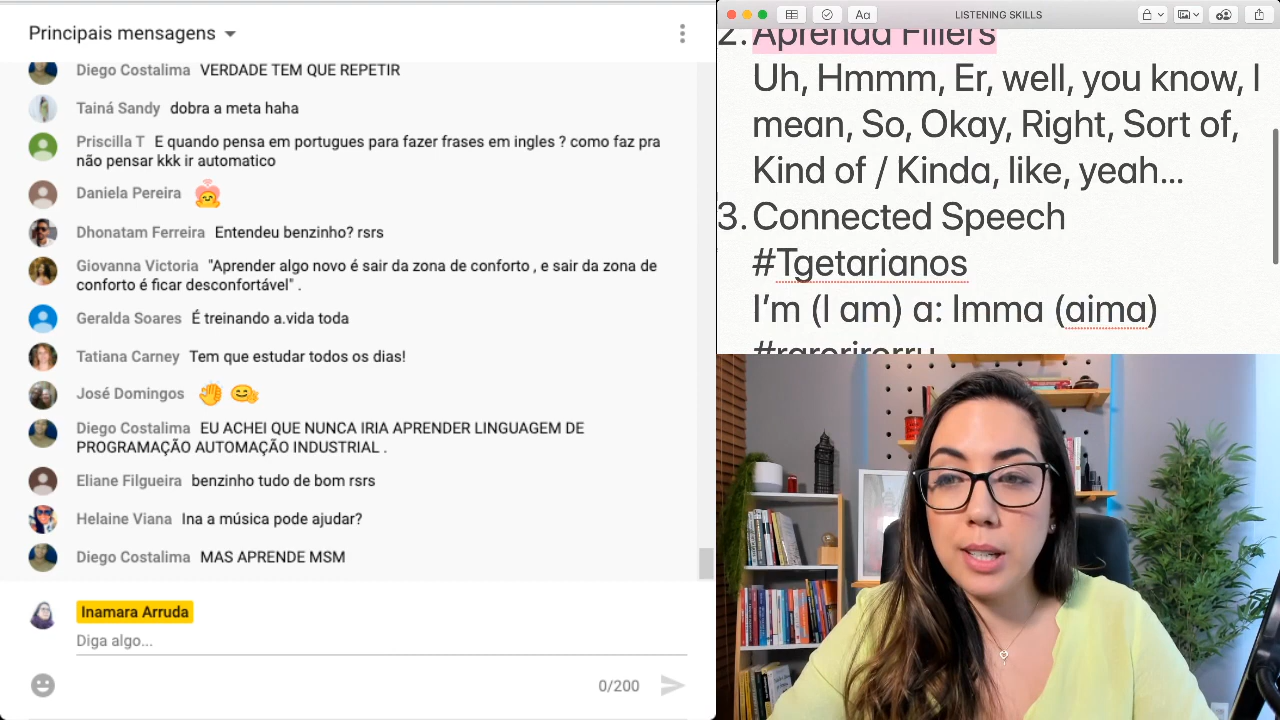 Principais mensagens
Diego Costalima VERDADE TEM QUE REPETIR
Tainá Sandy dobra a meta haha
Priscilla T E quando pensa em portugues para fazer frases em ingles ? como faz pra
não pensar kkk ir automatico
Daniela Pereira
Dhonatam Ferreira Entendeu benzinho? rsrs
Giovanna Victoria "Aprender algo novo é sair da zona de conforto , e sair da zona de
conforto é ficar desconfortável" .
Geralda Soares É treinando a.vida toda
Tatiana Carney Tem que estudar todos os dias!
José Domingos
Diego Costalima EU ACHEI QUE NUNCA IRIA APRENDER LINGUAGEM DE
PROGRAMAÇÃO AUTOMAÇÃO INDUSTRIAL .
Eliane Filgueira benzinho tudo de bom rsrs
Helaine Viana Ina a música pode ajudar?
Diego Costalima MAS APRENDE MSM
Inamara Arruda
Diga algo...
0/200
Aa
LISTENING SKILLS
2. Aprenda Fillers
Uh, Hmmm, Er, well, you know, I
mean, So, Okay, Right, Sort of,
Kind of / Kinda, like, yeah...
3. Connected Speech
#Tgetarianos
I'm (I am) a: Imma (aima)